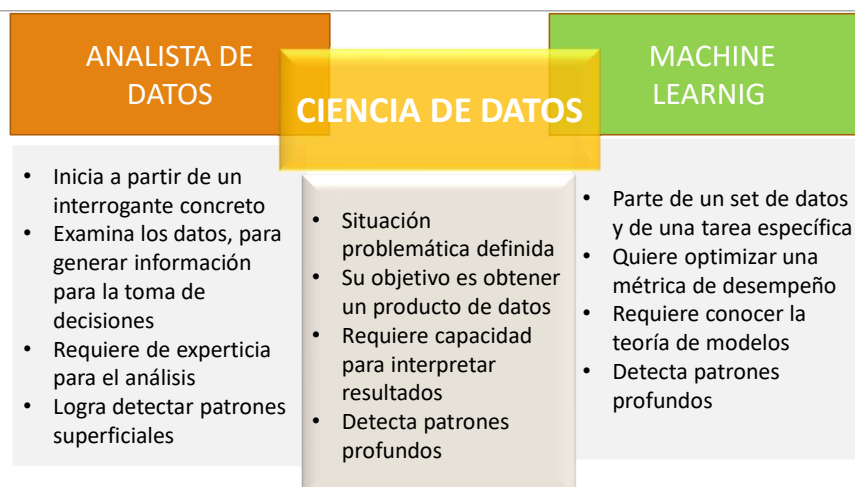 ANALISTA DE
DATOS
• Inicia a partir de un
interrogante concreto
• Examina los datos, para
generar información
para la toma de
decisiones
• Requiere de experticia
para el análisis
• Logra detectar patrones
superficiales
CIENCIA DE DATOS
• Situación
problemática definida
• Su objetivo es obtener
un producto de datos
• Requiere capacidad
para interpretar
resultados
• Detecta patrones
profundos
MACHINE
LEARNIG
• Parte de un set de datos
y de una tarea específica
• Quiere optimizar una
métrica de desempeño
• Requiere conocer la
teoría de modelos
• Detecta patrones
profundos